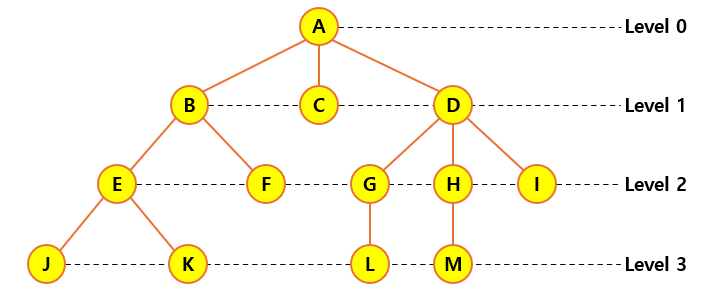 A Level 0
B C D Level 1
E F G H I Level 2
J K L M Level 3